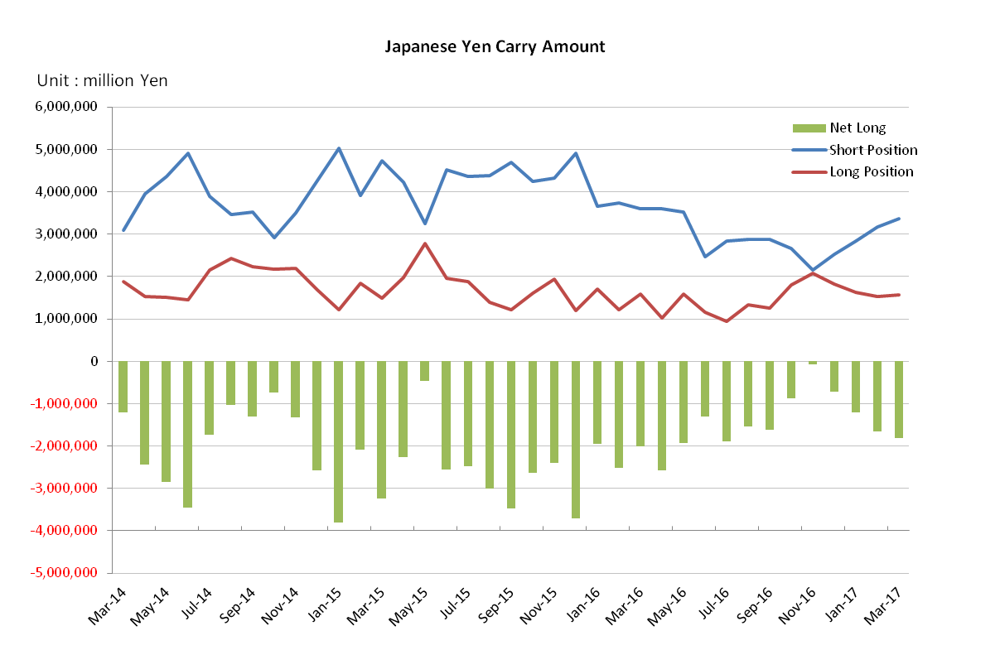 Japanese Yen Carry Amount
Unit : million Yen
6,000,000
5,000,000
4,000,000
3,000,000
2,000,000
1,000,000
0
-1,000,000
-2,000,000
-3,000,000
-4,000,000
-5,000,000
Net Long
Short Position
Long Position
Mar-14
May-14
Jul-14
Sep-14
Nov-14
Jan-15
Mar-15
May-15
Jul-15
Sep-15
Nov-15
Jan-16
Mar-16
May-16
Jul-16
Sep-16
Nov-16
Jan-17
Mar-17